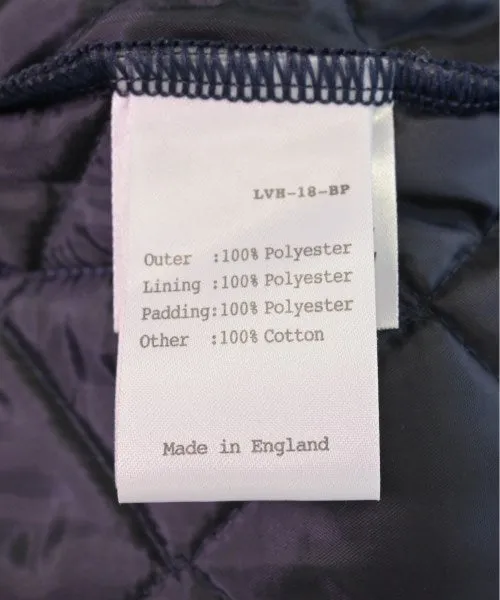 LVH-18-BP
Outer :100% Polyester
Lining :100% Polyester
Padding:100% Polyester
Other :100% Cotton
Made in England